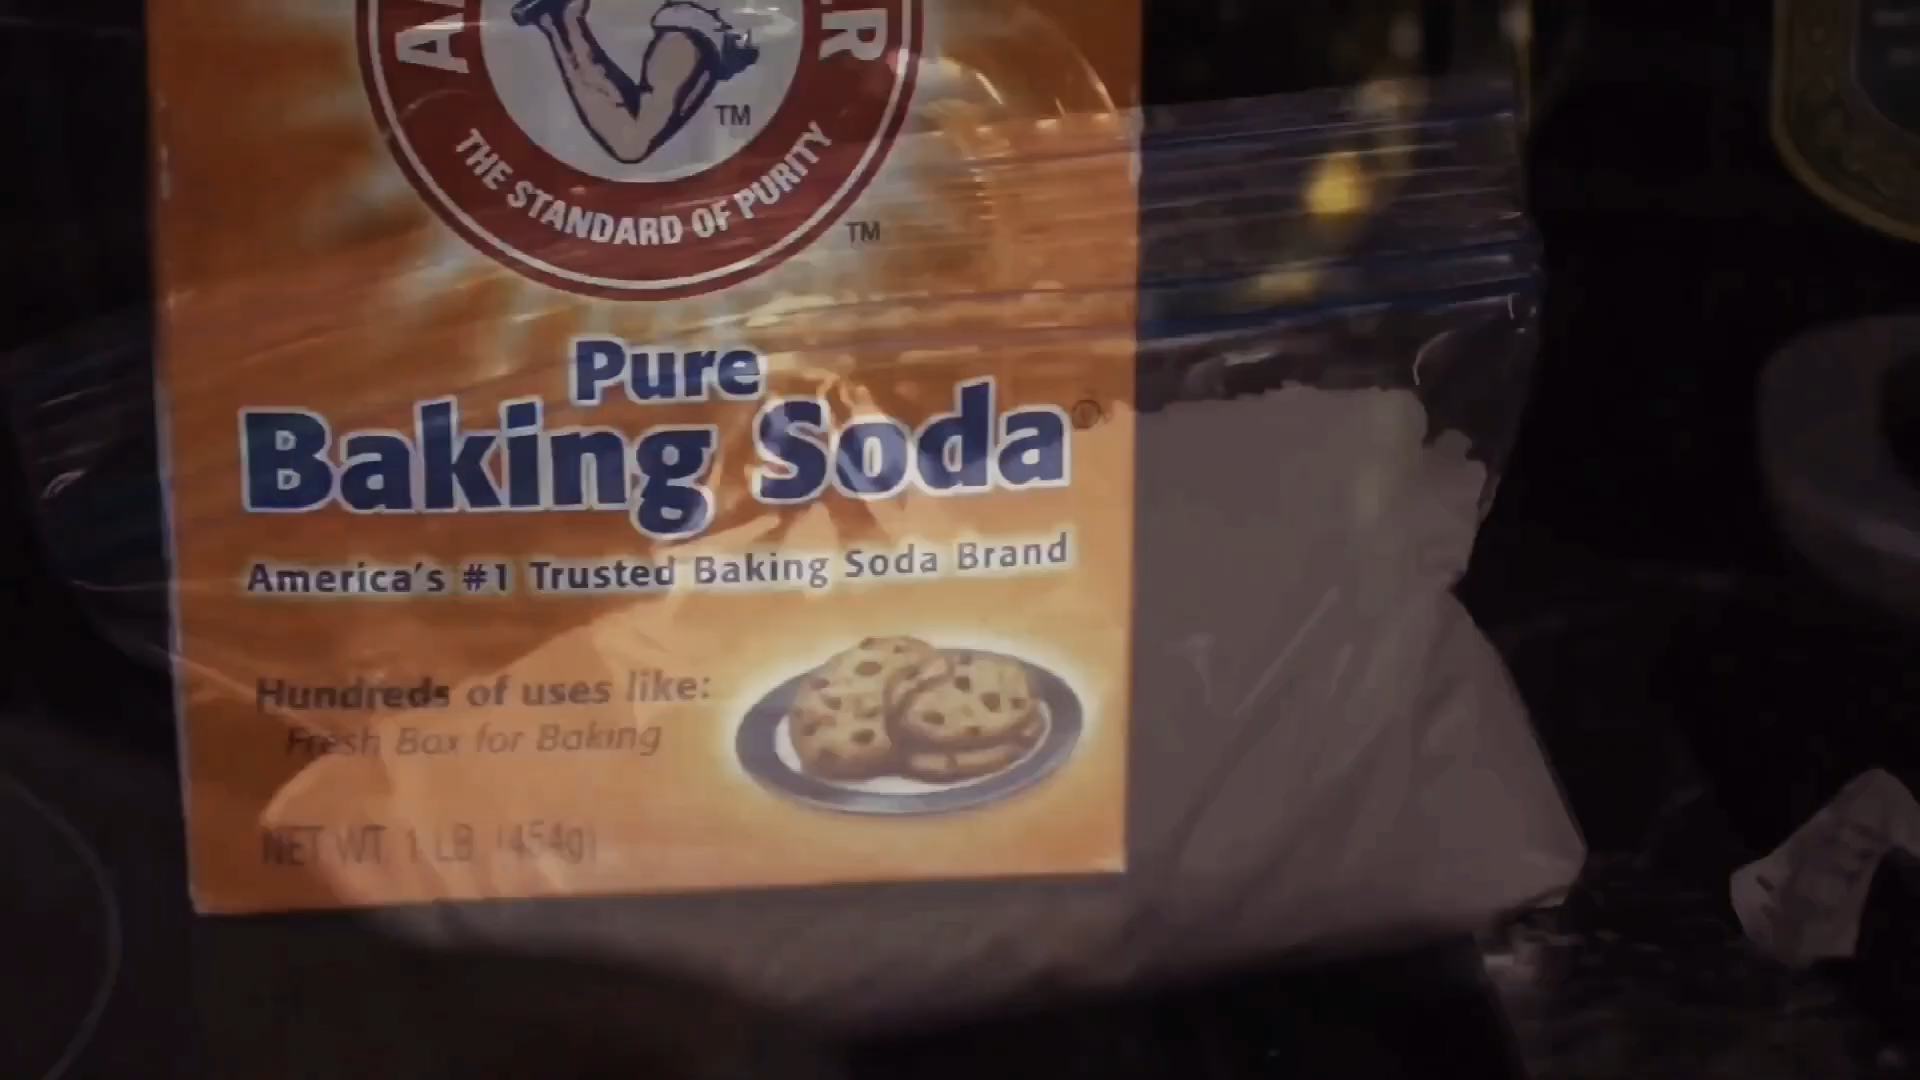 TM
THE STANDARD OF PURITY
TM
Pure
Baking Soda®
America's #1 Trusted Baking Soda Brand
Hundreds of uses like:
Fresh Box for Baking
NET WT. 1 LB (454g)